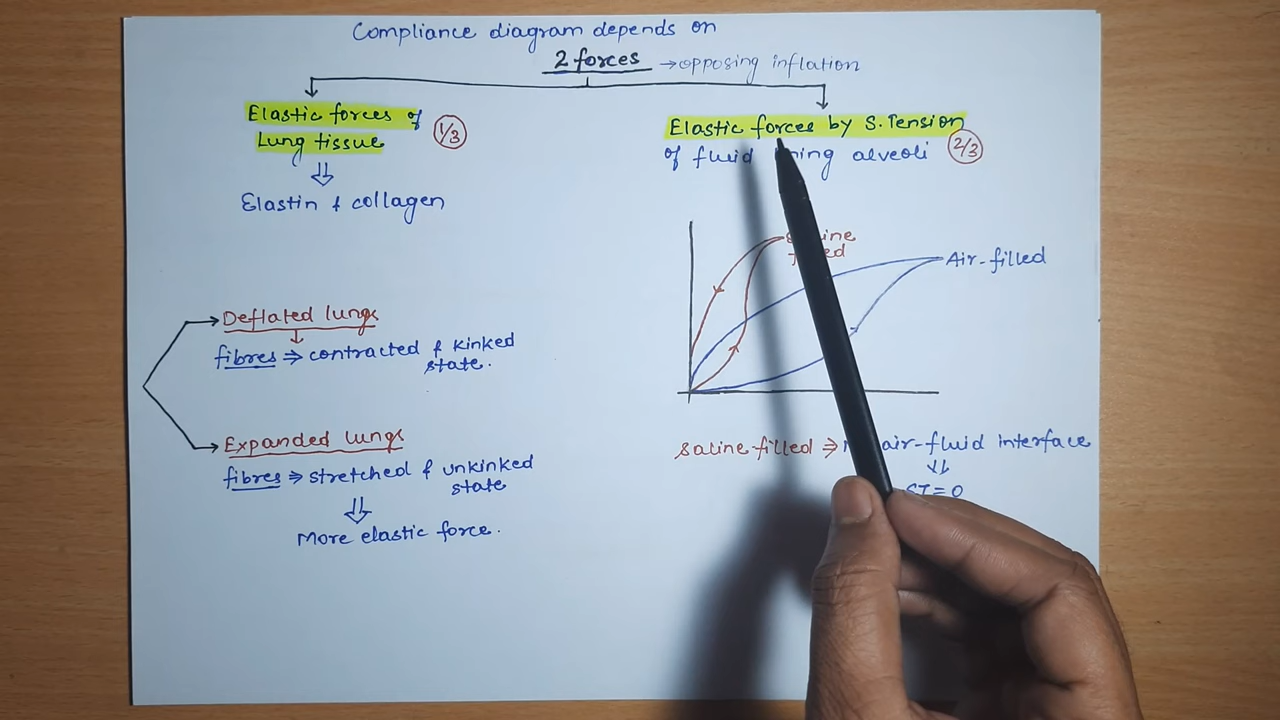 Compliance diagram depends on
2 forces → opposing inflation
Elastic forces of
Lung tissue
1/3
⇓
Elastin & collagen
Deflated lungs
fibres ⇒ contracted & kinked
state.
Expanded lungs
fibres ⇒ stretched & unkinked
state
⇓
More elastic force.
Elastic forces by S.Tension
of fluid alveoli
2/3
Air-filled
Saline filled ⇒ air-fluid interface
⇓
ST=0